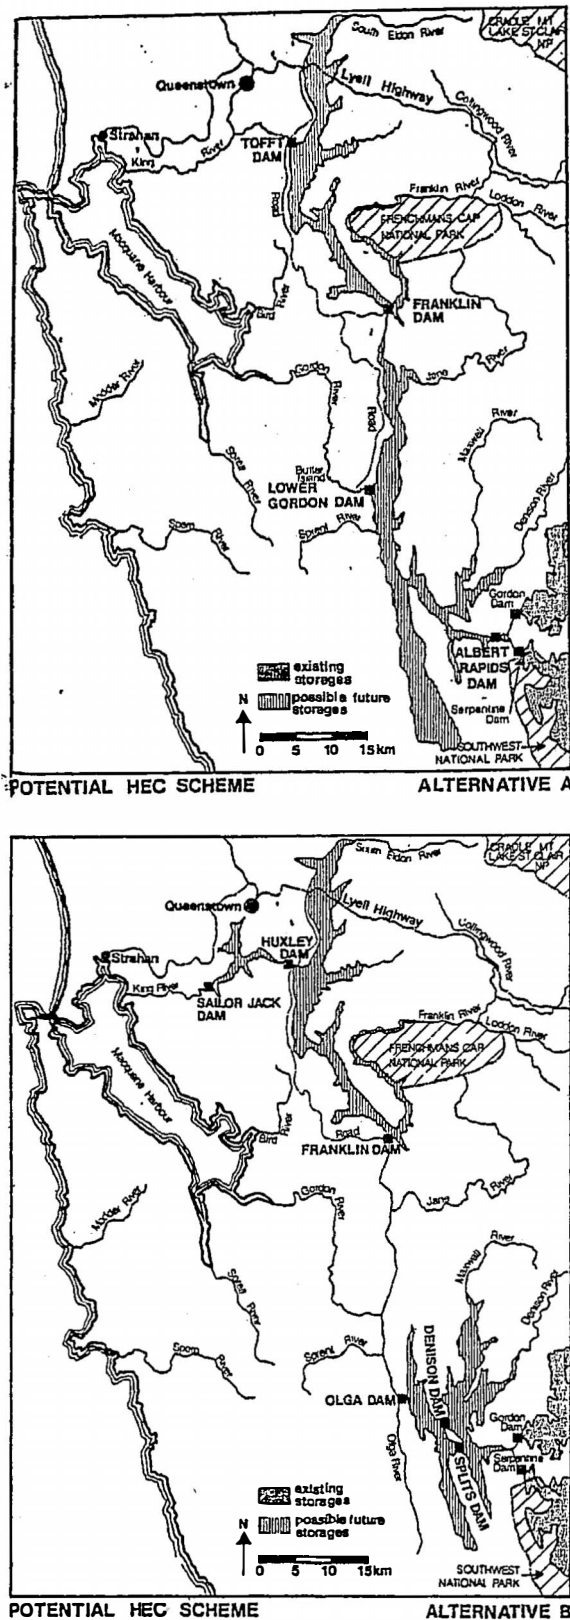 CRADLE MT
LAKE ST CLAIR
NP
South Eldon River
Queenstown
Lyell Highway
Collingwood
River
Strahan
King
River
TOFFT
DAM
Franklin River
Loddon River
Road
FRENCHMANS CAP
NATIONAL PARK
Macquarie Harbour
Bird River
FRANKLIN
DAM
Gordon
River
Jane
River
Modder River
Road
Maxwell
River
Butler
Island
LOWER
GORDON DAM
Denison River
Sprent
River
Spero
River
Gordon
Dam
ALBERT
RAPIDS
DAM
existing
storages
possible future
storages
Serpentine Dam
N
0 5 10 15km
SOUTHWEST
NATIONAL PARK
POTENTIAL HEC SCHEME
ALTERNATIVE A
CRADLE MT
LAKE ST CLAIR
NP
South Eldon River
Queenstown
Lyell Highway
Collingwood
River
Strahan
HUXLEY
DAM
King River
SAILOR JACK
DAM
Franklin River
Loddon River
FRENCHMANS CAP
NATIONAL PARK
Macquarie Harbour
Bird River
Road
FRANKLIN DAM
Gordon
River
Jane
River
Modder River
Maxwell
River
Denison River
Sprent River
Spero
River
DENISON DAM
OLGA DAM
Gordon
Dam
Serpentine
Dam
Olga River
SPLITS DAM
existing
storages
possible future
storages
N
0 5 10 15km
SOUTHWEST
NATIONAL PARK
POTENTIAL HEC SCHEME
ALTERNATIVE B